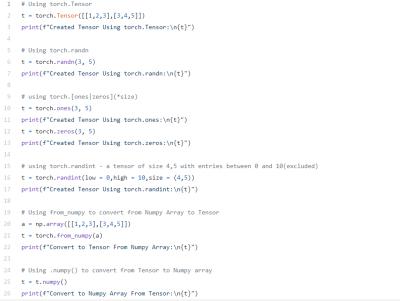 1 # Using torch.Tensor
2 t = torch.Tensor([[1,2,3],[3,4,5]])
3 print(f"Created Tensor Using torch.Tensor:\n{t}")
4
5 # Using torch.randn
6 t = torch.randn(3, 5)
7 print(f"Created Tensor Using torch.randn:\n{t}")
8
9 # using torch.[ones|zeros](*size)
10 t = torch.ones(3, 5)
11 print(f"Created Tensor Using torch.ones:\n{t}")
12 t = torch.zeros(3, 5)
13 print(f"Created Tensor Using torch.zeros:\n{t}")
14
15 # using torch.randint - a tensor of size 4,5 with entries between 0 and 10(excluded)
16 t = torch.randint(low = 0,high = 10,size = (4,5))
17 print(f"Created Tensor Using torch.randint:\n{t}")
18
19 # Using from_numpy to convert from Numpy Array to Tensor
20 a = np.array([[1,2,3],[3,4,5]])
21 t = torch.from_numpy(a)
22 print(f"Convert to Tensor From Numpy Array:\n{t}")
23
24 # Using .numpy() to convert from Tensor to Numpy array
25 t = t.numpy()
26 print(f"Convert to Numpy Array From Tensor:\n{t}")